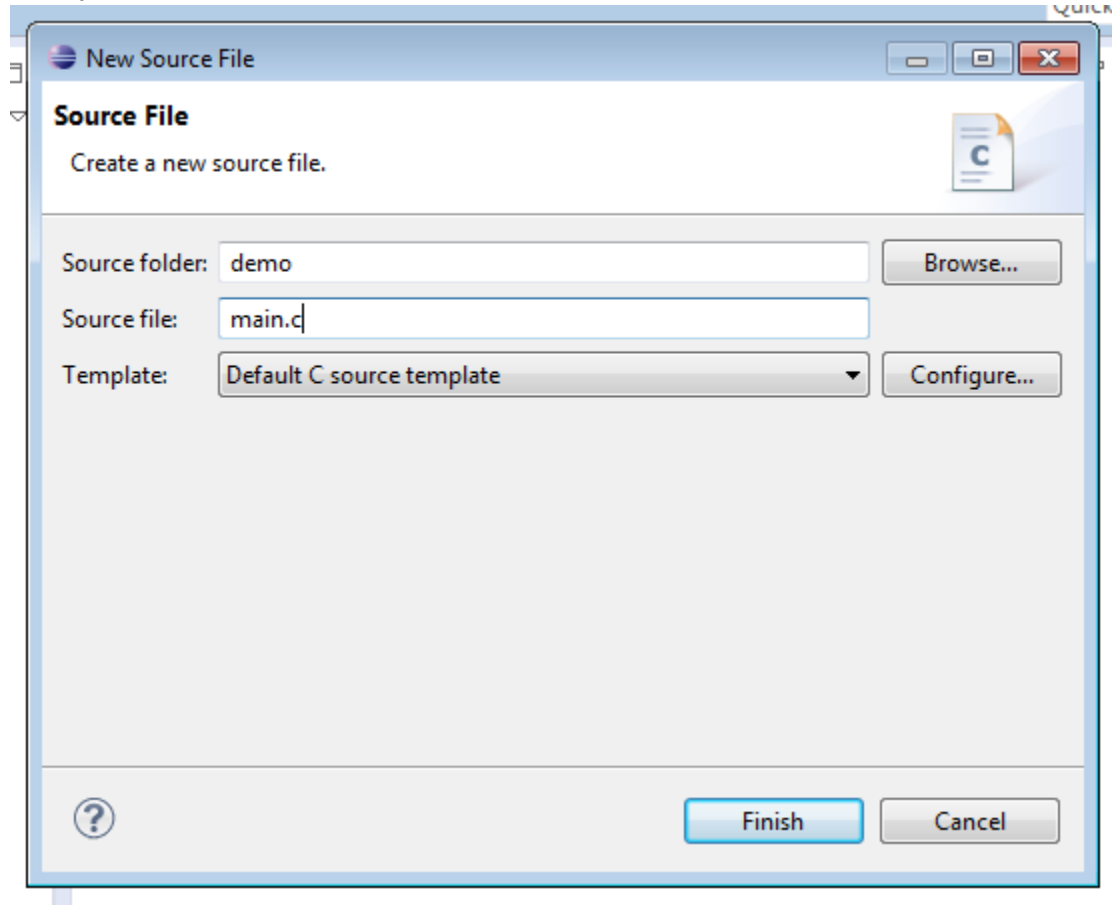 New Source File
Source File
Create a new source file.
C
Source folder: demo Browse...
Source file: main.c
Template: Default C source template Configure...
? Finish Cancel